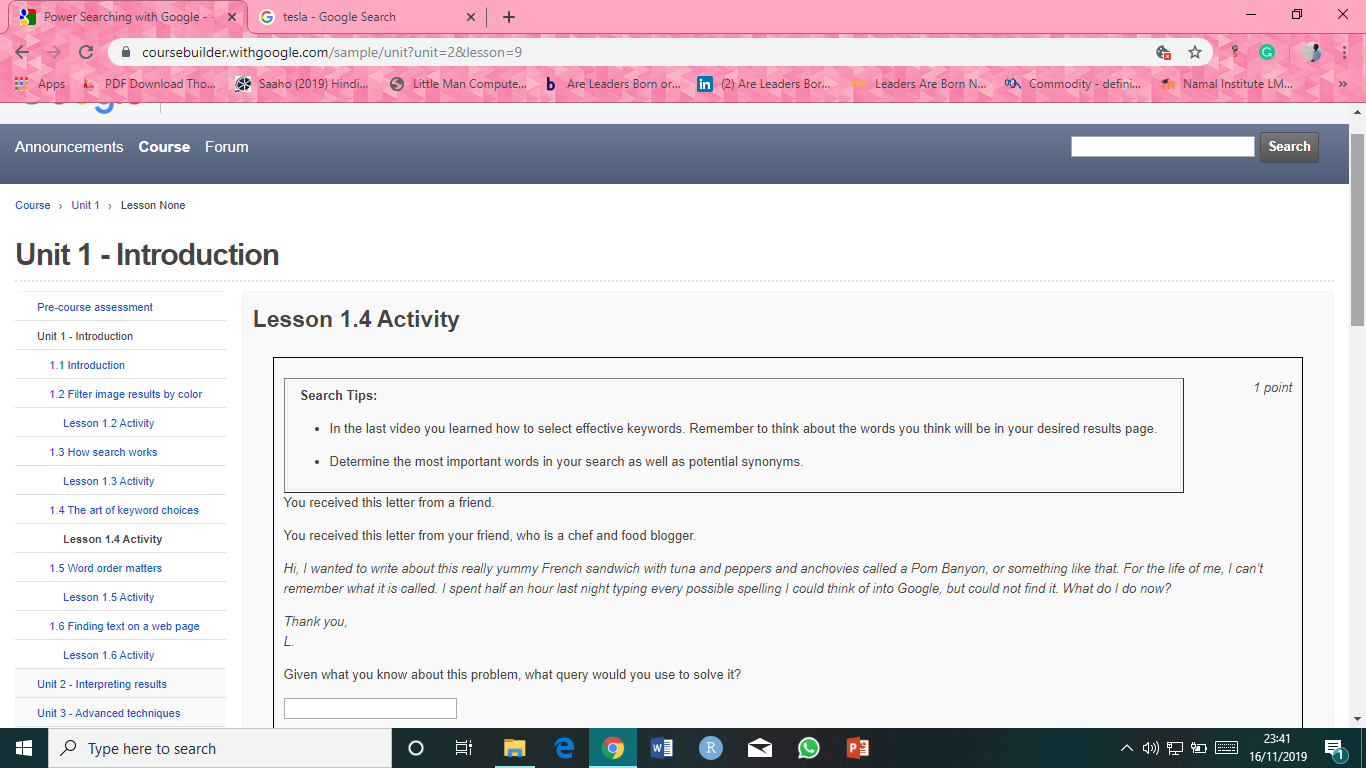 Power Searching with Google -
tesla - Google Search
coursebuilder.withgoogle.com/sample/unit?unit=2&lesson=9
Apps
PDF Download Tho...
Saaho (2019) Hindi...
Little Man Compute...
Are Leaders Born or...
(2) Are Leaders Bor...
Leaders Are Born N...
Commodity - defini...
Namal Institute LM...
Announcements Course Forum
Search
Course › Unit 1 › Lesson None
Unit 1 - Introduction
Pre-course assessment
Unit 1 - Introduction
1.1 Introduction
1.2 Filter image results by color
Lesson 1.2 Activity
1.3 How search works
Lesson 1.3 Activity
1.4 The art of keyword choices
Lesson 1.4 Activity
1.5 Word order matters
Lesson 1.5 Activity
1.6 Finding text on a web page
Lesson 1.6 Activity
Unit 2 - Interpreting results
Unit 3 - Advanced techniques
Lesson 1.4 Activity
1 point
Search Tips:
• In the last video you learned how to select effective keywords. Remember to think about the words you think will be in your desired results page.
• Determine the most important words in your search as well as potential synonyms.
You received this letter from a friend.
You received this letter from your friend, who is a chef and food blogger.
Hi, I wanted to write about this really yummy French sandwich with tuna and peppers and anchovies called a Pom Banyon, or something like that. For the life of me, I can't
remember what it is called. I spent half an hour last night typing every possible spelling I could think of into Google, but could not find it. What do I do now?
Thank you,
L.
Given what you know about this problem, what query would you use to solve it?
Type here to search
23:41
16/11/2019
1